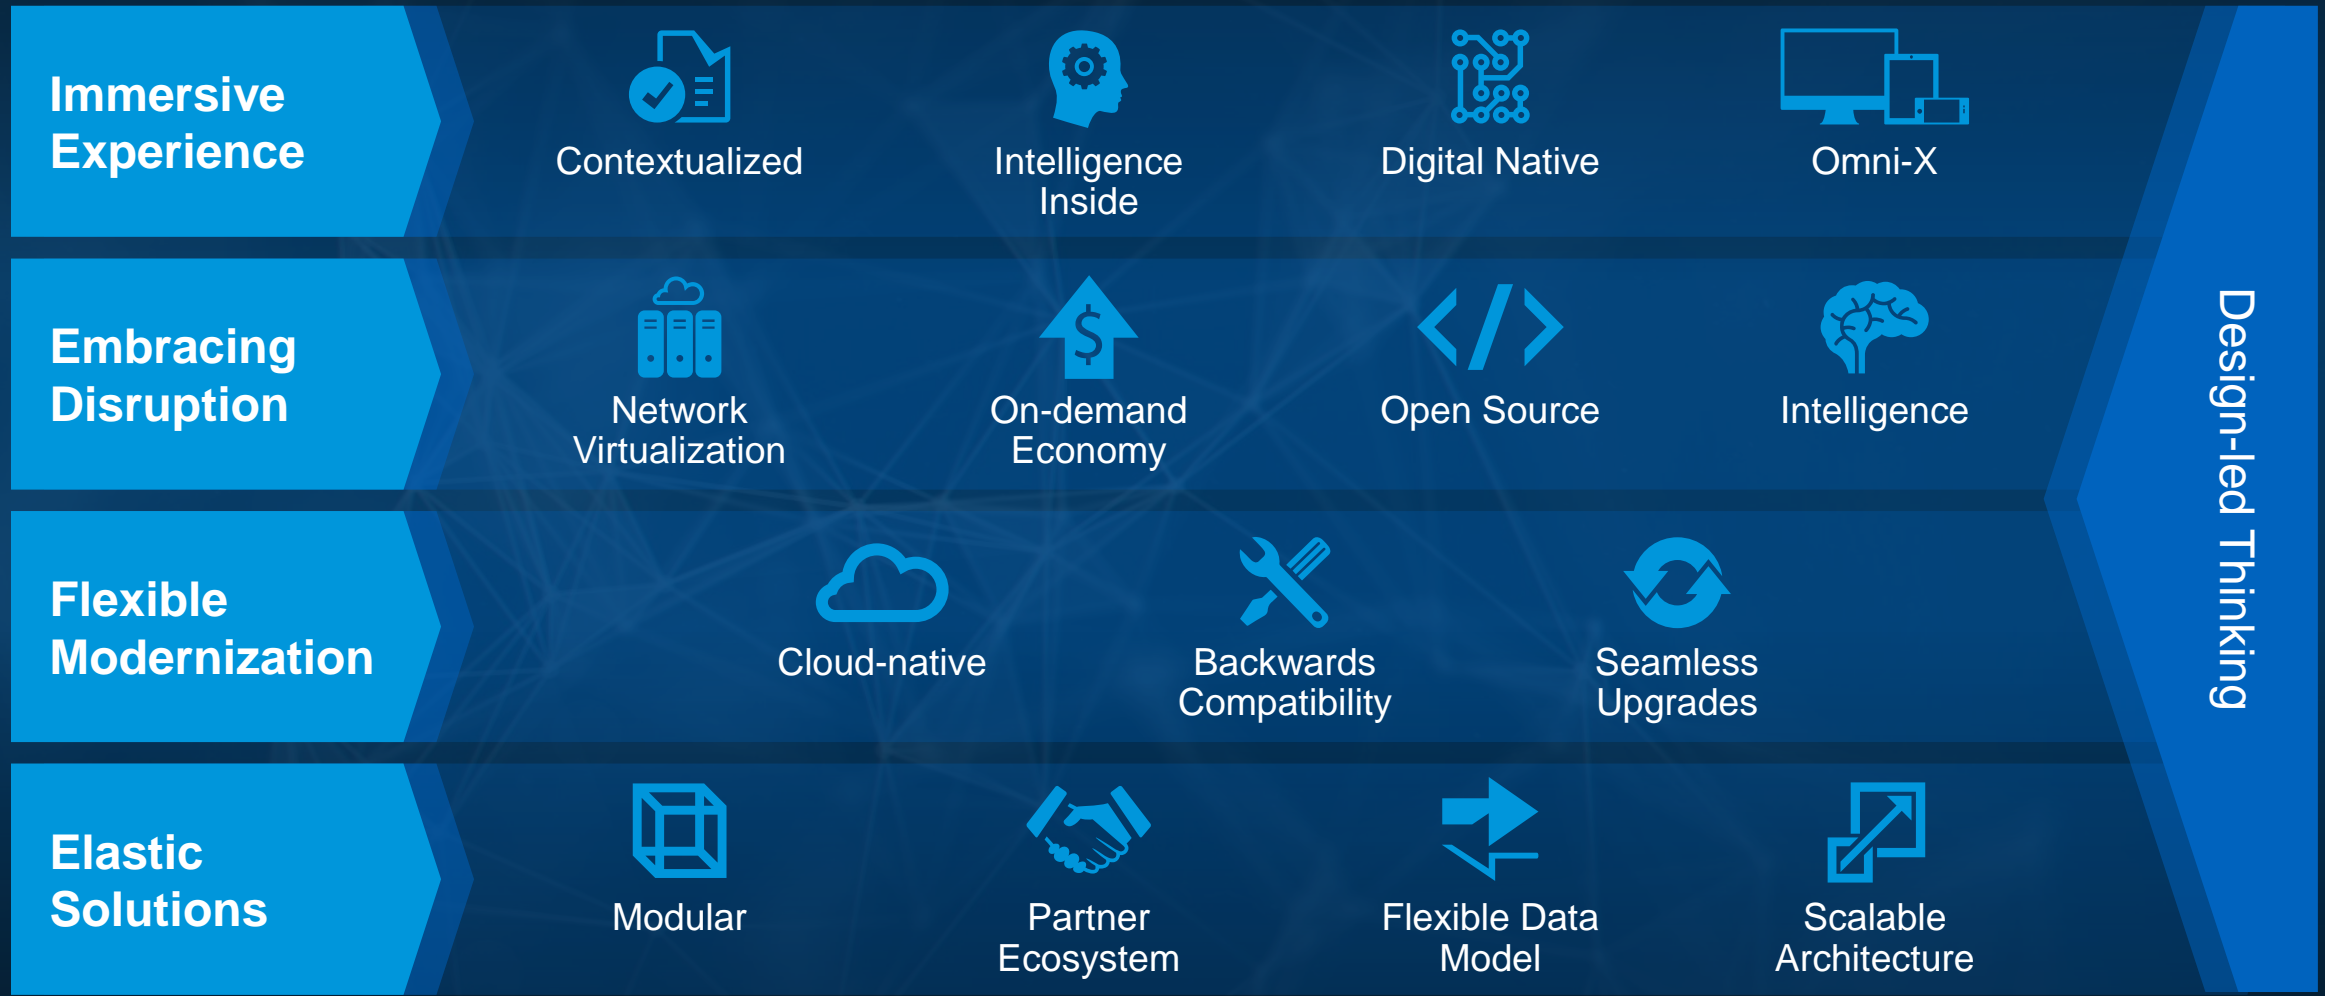 Immersive
Experience
Contextualized
Intelligence
Inside
Digital Native
Omni-X
Embracing
Disruption
Network
Virtualization
On-demand
Economy
$
Open Source
</>
Intelligence
Flexible
Modernization
Cloud-native
Backwards
Compatibility
Seamless
Upgrades
Elastic
Solutions
Modular
Partner
Ecosystem
Flexible Data
Model
Scalable
Architecture
Design-led Thinking